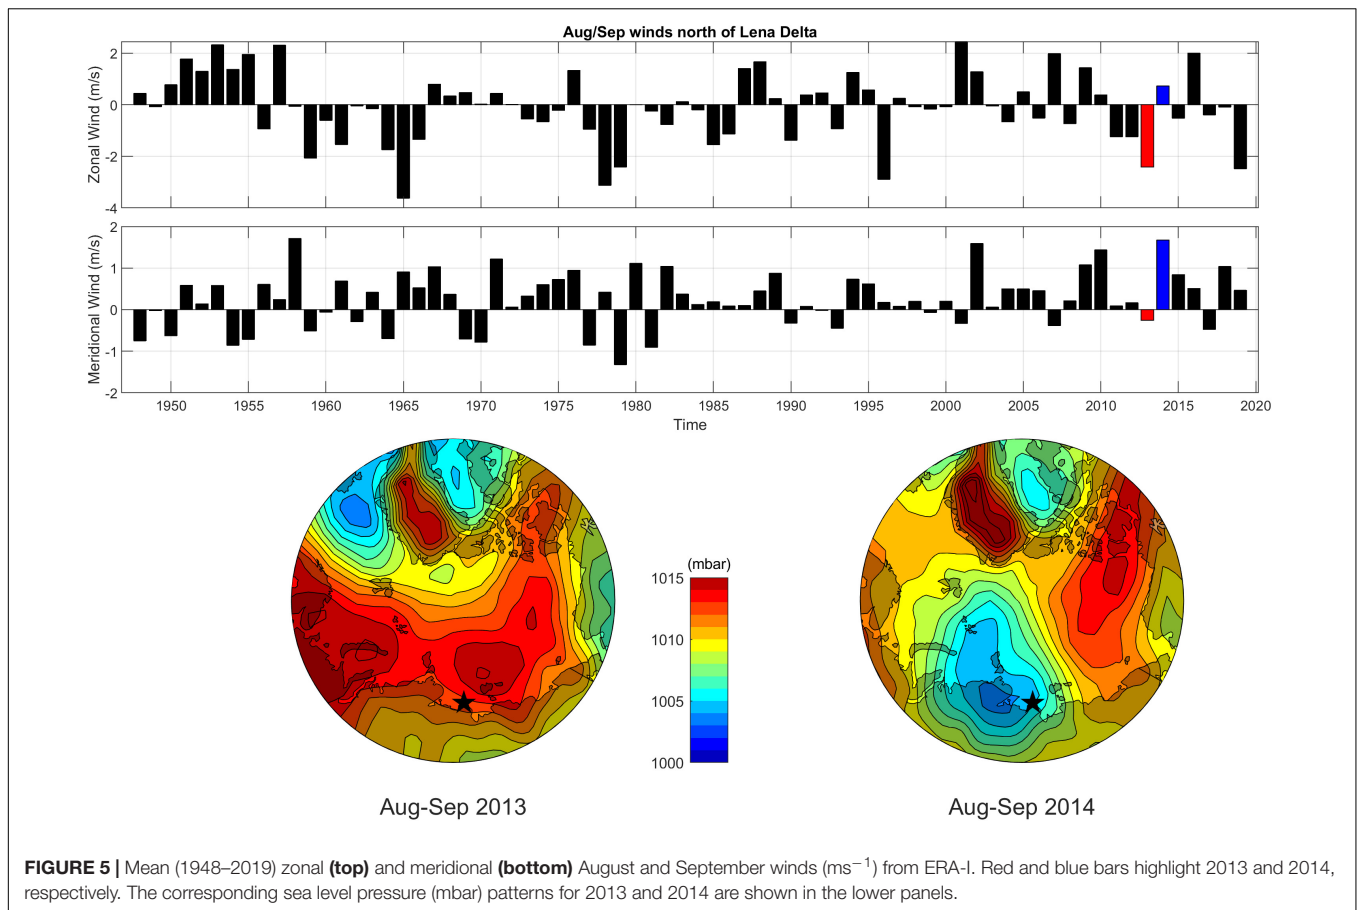 Aug/Sep winds north of Lena Delta
Zonal Wind (m/s)
2
0
-2
-4
Meridional Wind (m/s)
2
1
0
-1
-2
1950 1955 1960 1965 1970 1975 1980 1985 1990 1995 2000 2005 2010 2015 2020
Time
(mbar)
1015
1010
1005
1000
Aug-Sep 2013
Aug-Sep 2014
FIGURE 5 | Mean (1948–2019) zonal (top) and meridional (bottom) August and September winds (ms−1) from ERA-I. Red and blue bars highlight 2013 and 2014,
respectively. The corresponding sea level pressure (mbar) patterns for 2013 and 2014 are shown in the lower panels.